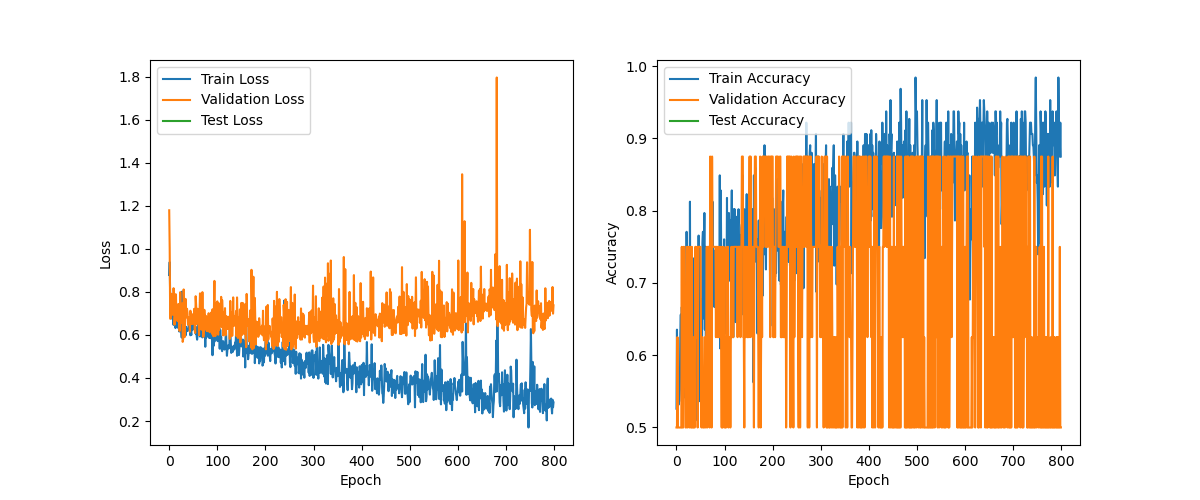 Train Loss
Validation Loss
Test Loss
1.8
1.6
1.4
1.2
1.0
0.8
0.6
0.4
0.2
Loss
0 100 200 300 400 500 600 700 800
Epoch
Train Accuracy
Validation Accuracy
Test Accuracy
1.0
0.9
0.8
0.7
0.6
0.5
Accuracy
0 100 200 300 400 500 600 700 800
Epoch